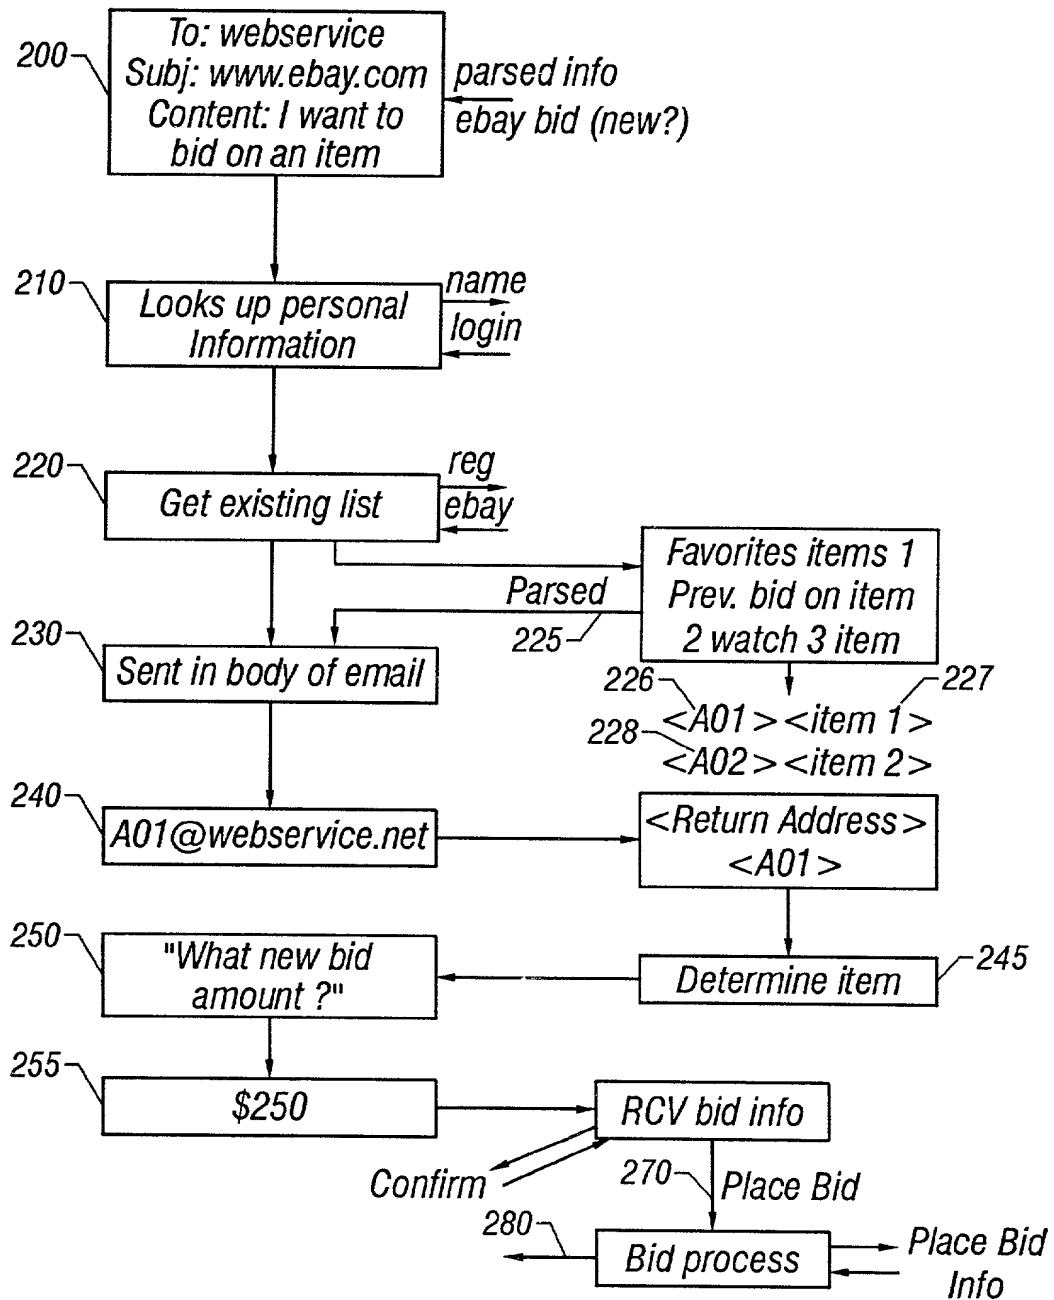 200
To: webservice
Subj: www.ebay.com
Content: I want to
bid on an item
parsed info
ebay bid (new?)
210
Looks up personal
Information
name
login
220
Get existing list
reg
ebay
Favorites items 1
Prev. bid on item
2 watch 3 item
Parsed
225
230
Sent in body of email
226
227
<A01><item 1>
228
<A02><item 2>
240
A01@webservice.net
<Return Address>
<A01>
250
"What new bid
amount ?"
Determine item
245
255
$250
RCV bid info
Confirm
270
Place Bid
280
Bid process
Place Bid
Info